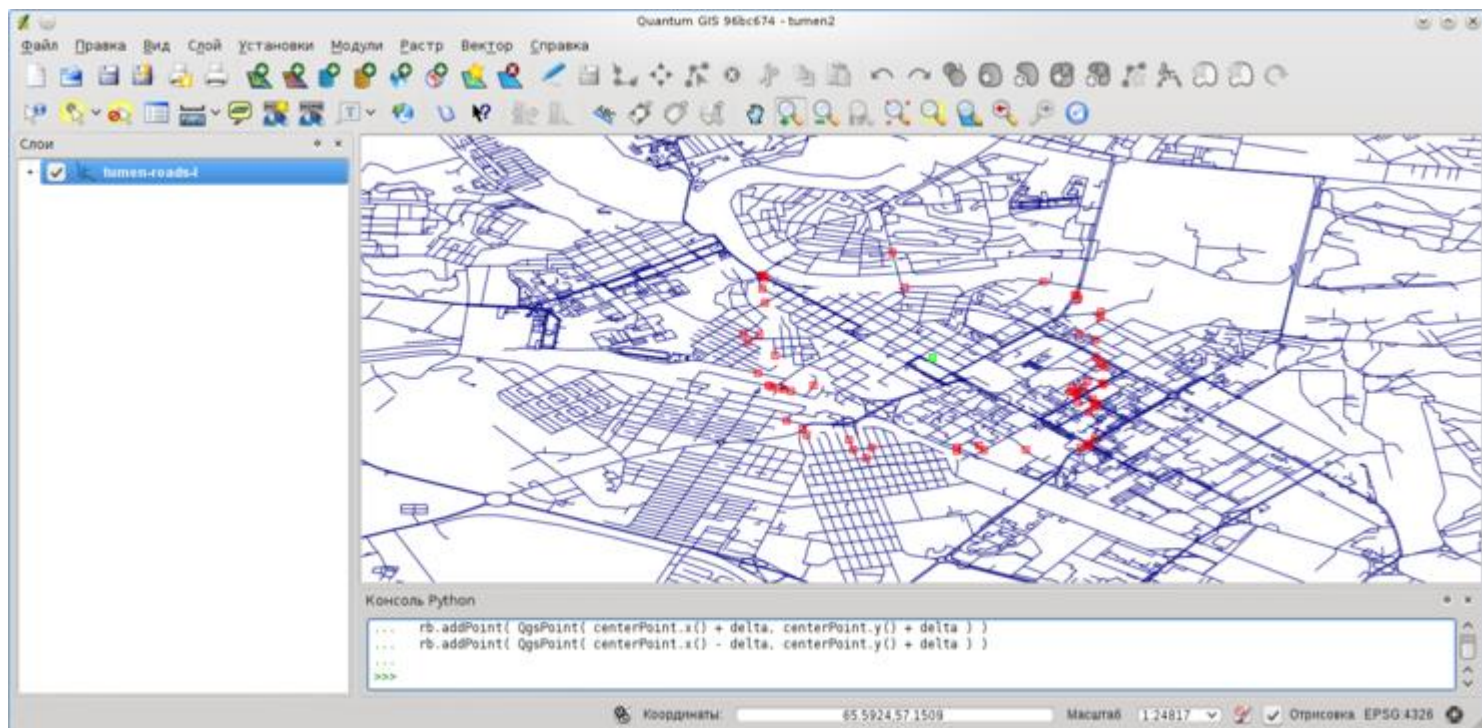 Quantum GIS 96bc674 - tumen2
Файл Правка Вид Слой Установки Модули Растр Вектор Справка
Слои
tumen-roads-l
Консоль Python
... rb.addPoint( QgsPoint( centerPoint.x() + delta, centerPoint.y() + delta ) )
... rb.addPoint( QgsPoint( centerPoint.x() - delta, centerPoint.y() + delta ) )
...
>>>
Координаты: 65.5924,57.1509 Масштаб 1:24817 Отрисовка EPSG:4326